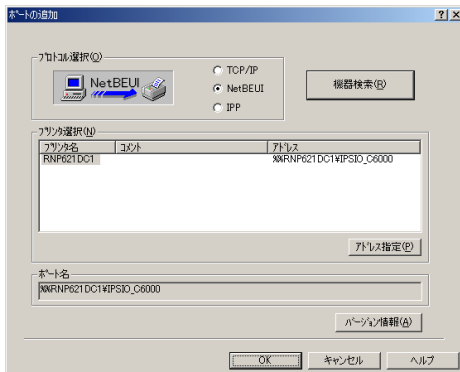 ポートの追加
プロトコル選択(O)
NetBEUI
TCP/IP
NetBEUI
IPP
機器検索(R)
プリンタ選択(N)
プリンタ名 コメント アドレス
RNP621DC1 %%RNP621DC1¥IPSIO_C6000
アドレス指定(P)
ポート名
%%RNP621DC1¥IPSIO_C6000
バージョン情報(A)
OK キャンセル ヘルプ